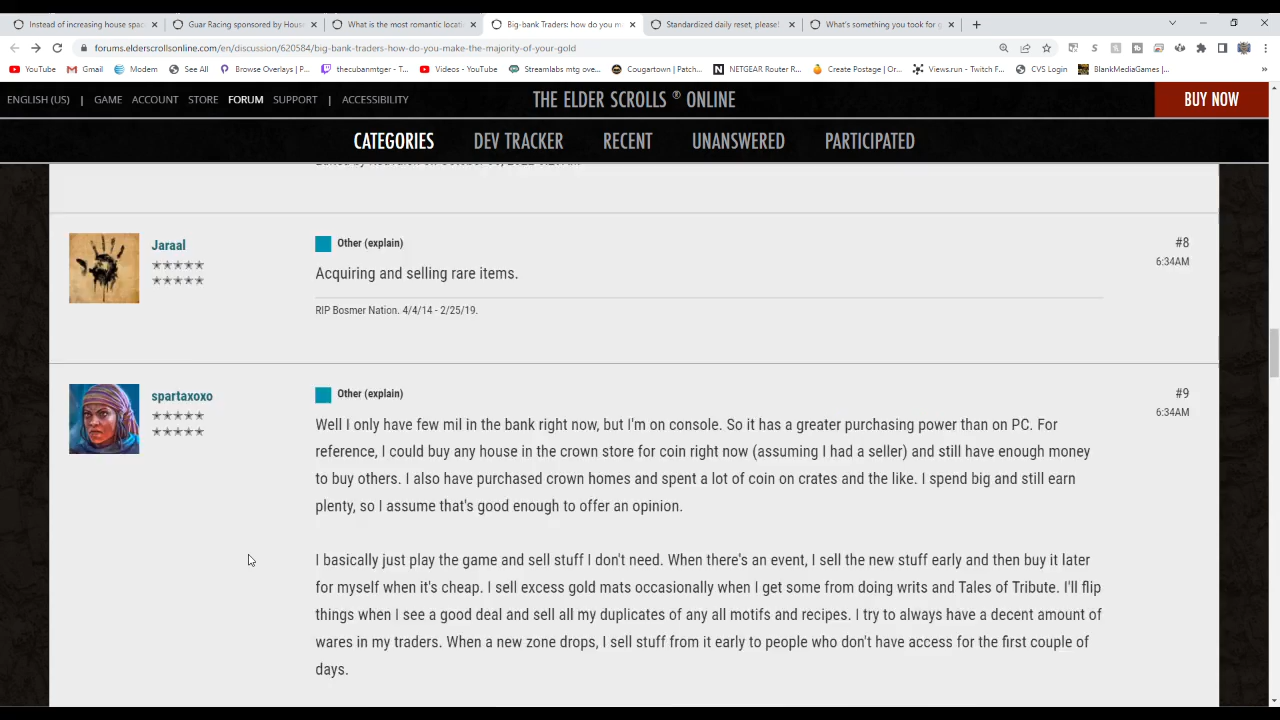 Instead of increasing house spac
Guar Racing sponsored by Hous
What is the most romantic locati
Big-bank Traders: how do you m
Standardized daily reset, please!
What's something you took for g
forums.elderscrollsonline.com/en/discussion/620584/big-bank-traders-how-do-you-make-the-majority-of-your-gold
YouTube
Gmail
Modem
See All
Browse Overlays | P...
thecubanmtger - T...
Videos - YouTube
Streamlabs mtg ove...
Cougartown | Patch...
NETGEAR Router R...
Create Postage | Or...
Views.run - Twitch F...
CVS Login
BlankMediaGames |...
ENGLISH (US) | GAME ACCOUNT STORE FORUM SUPPORT | ACCESSIBILITY
THE ELDER SCROLLS ® ONLINE
BUY NOW
CATEGORIES DEV TRACKER RECENT UNANSWERED PARTICIPATED
Jaraal
Other (explain)
#8
6:34AM
Acquiring and selling rare items.
RIP Bosmer Nation. 4/4/14 - 2/25/19.
spartaxoxo
Other (explain)
#9
6:34AM
Well I only have few mil in the bank right now, but I'm on console. So it has a greater purchasing power than on PC. For
reference, I could buy any house in the crown store for coin right now (assuming I had a seller) and still have enough money
to buy others. I also have purchased crown homes and spent a lot of coin on crates and the like. I spend big and still earn
plenty, so I assume that's good enough to offer an opinion.
I basically just play the game and sell stuff I don't need. When there's an event, I sell the new stuff early and then buy it later
for myself when it's cheap. I sell excess gold mats occasionally when I get some from doing writs and Tales of Tribute. I'll flip
things when I see a good deal and sell all my duplicates of any all motifs and recipes. I try to always have a decent amount of
wares in my traders. When a new zone drops, I sell stuff from it early to people who don't have access for the first couple of
days.